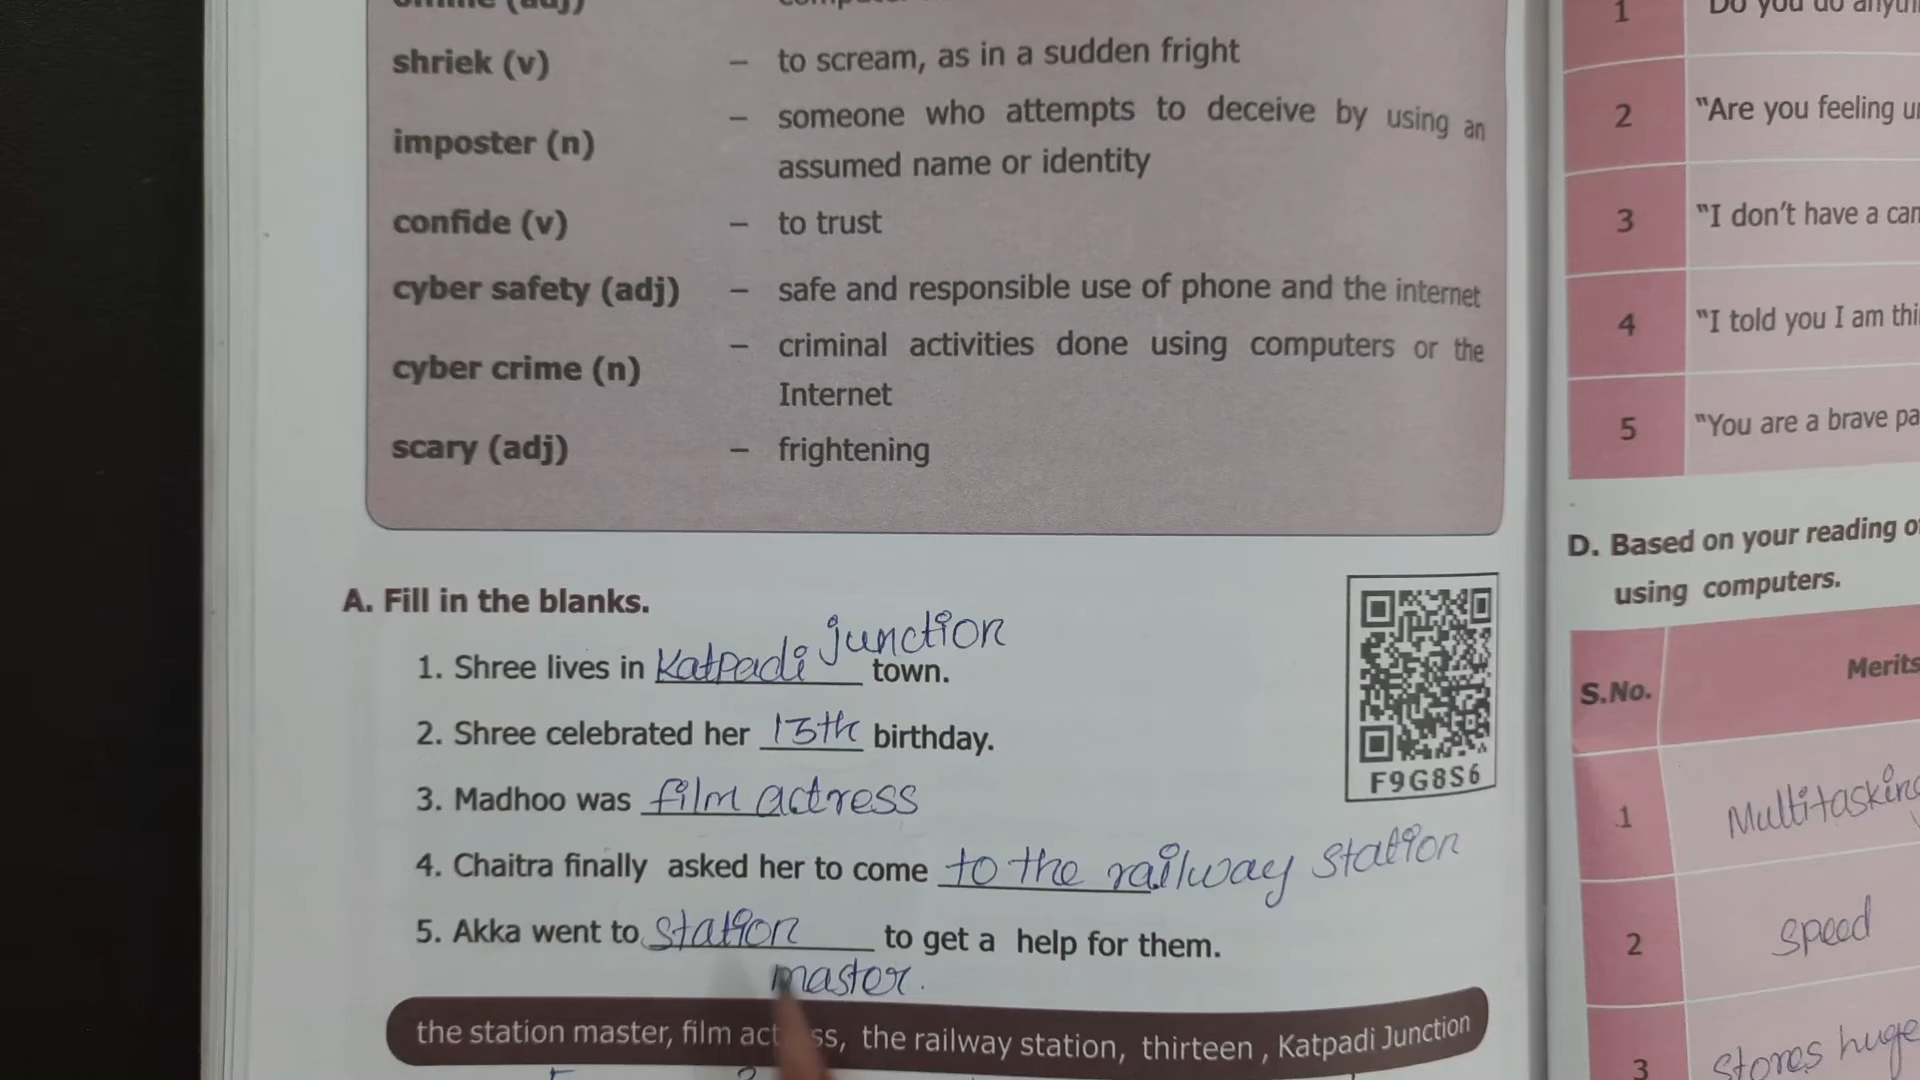 shriek (v) – to scream, as in a sudden fright
imposter (n) – someone who attempts to deceive by using an
assumed name or identity
confide (v) – to trust
cyber safety (adj) – safe and responsible use of phone and the internet
cyber crime (n) – criminal activities done using computers or the
Internet
scary (adj) – frightening
A. Fill in the blanks.
1. Shree lives in Katpadi junction town.
2. Shree celebrated her 13th birthday.
3. Madhoo was film actress
4. Chaitra finally asked her to come to the railway station
5. Akka went to station to get a help for them.
master.
F9G8S6
the station master, film actress, the railway station, thirteen , Katpadi Junction
1 "Do you do
2 "Are you feeling
3 "I don't have a
4 "I told you I am
5 "You are a brave
D. Based on your reading
using computers.
S.No. Merits
1 Multitasking
2 speed
3 stores huge